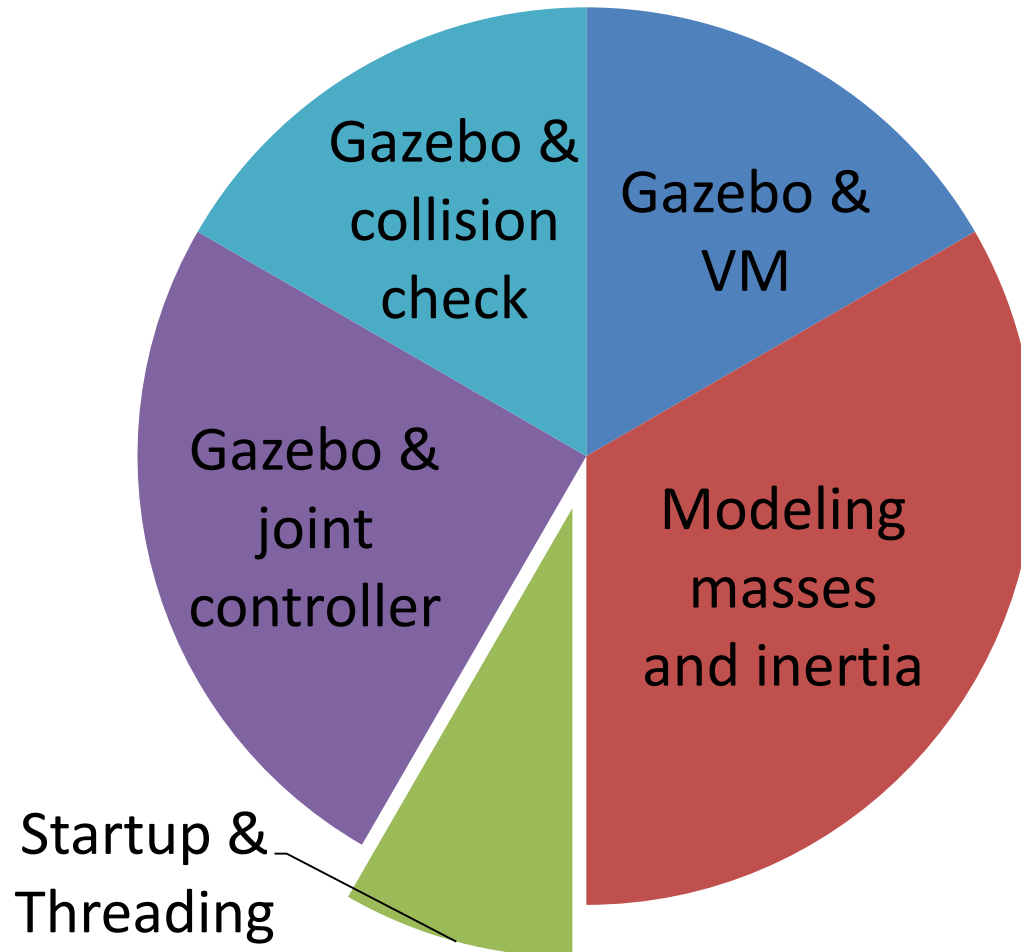 Gazebo &
collision
check
Gazebo &
VM
Gazebo &
joint
controller
Modeling
masses
and inertia
Startup &
Threading